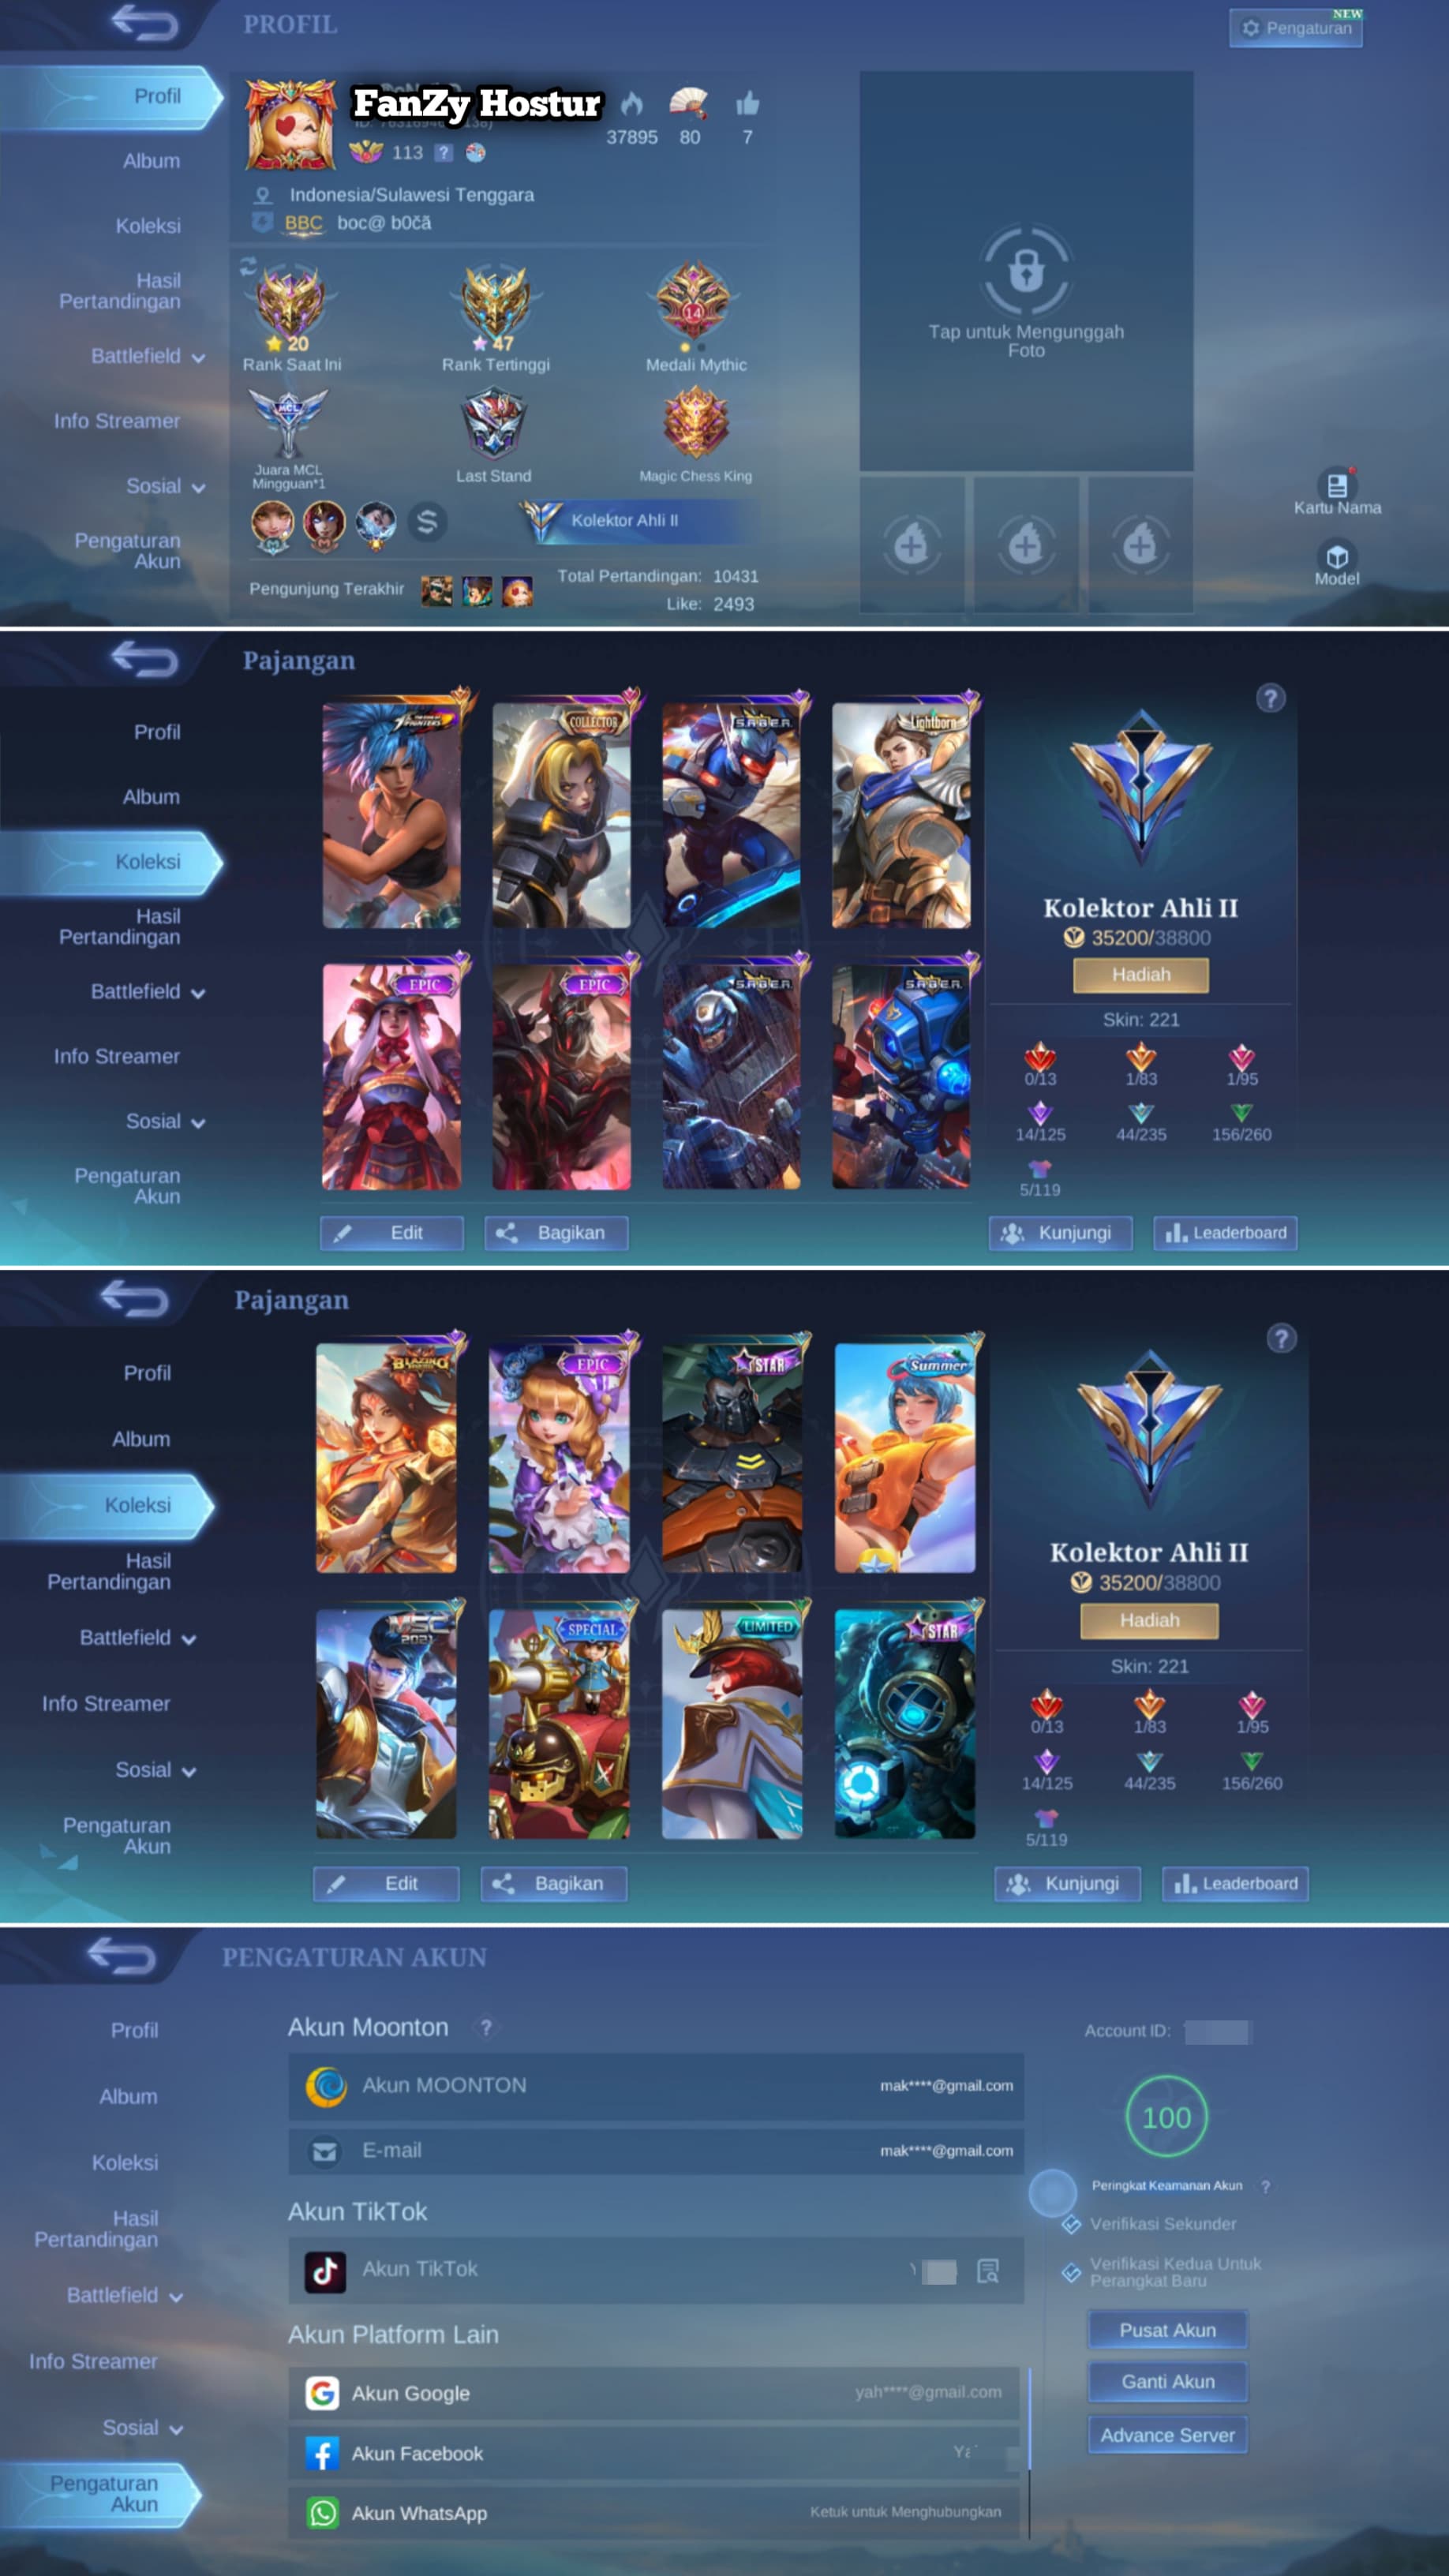 PROFIL
NEW
Pengaturan
Profil
Album
Koleksi
Hasil
Pertandingan
Battlefield
Info Streamer
Sosial
Pengaturan
Akun
FanZy Hostur
113
?
37895
80
7
Indonesia/Sulawesi Tenggara
BBC boc@ b0čã
20
Rank Saat Ini
47
Rank Tertinggi
14
Medali Mythic
MCL
Juara MCL
Mingguan*1
Last Stand
Magic Chess King
Kolektor Ahli II
Pengunjung Terakhir
Total Pertandingan: 10431
Like: 2493
Tap untuk Mengunggah
Foto
Kartu Nama
Model
Pajangan
Profil
Album
Koleksi
Hasil
Pertandingan
Battlefield
Info Streamer
Sosial
Pengaturan
Akun
COLLECTOR
S.A.B.E.R.
Lightborn
EPIC
EPIC
S.A.B.E.R.
S.A.B.E.R.
?
Kolektor Ahli II
35200/38800
Hadiah
Skin: 221
0/13
1/83
1/95
14/125
44/235
156/260
5/119
Edit
Bagikan
Kunjungi
Leaderboard
Pajangan
Profil
Album
Koleksi
Hasil
Pertandingan
Battlefield
Info Streamer
Sosial
Pengaturan
Akun
BLAZING
EPIC
STAR
Summer
MSC
2021
SPECIAL
LIMITED
STAR
?
Kolektor Ahli II
35200/38800
Hadiah
Skin: 221
0/13
1/83
1/95
14/125
44/235
156/260
5/119
Edit
Bagikan
Kunjungi
Leaderboard
PENGATURAN AKUN
Profil
Album
Koleksi
Hasil
Pertandingan
Battlefield
Info Streamer
Sosial
Pengaturan
Akun
Akun Moonton ?
Akun MOONTON mak****@gmail.com
E-mail mak****@gmail.com
Akun TikTok
Akun TikTok
Akun Platform Lain
Akun Google yah****@gmail.com
Akun Facebook
Akun WhatsApp Ketuk untuk Menghubungkan
Account ID:
100
Peringkat Keamanan Akun ?
Verifikasi Sekunder
Verifikasi Kedua Untuk
Perangkat Baru
Pusat Akun
Ganti Akun
Advance Server